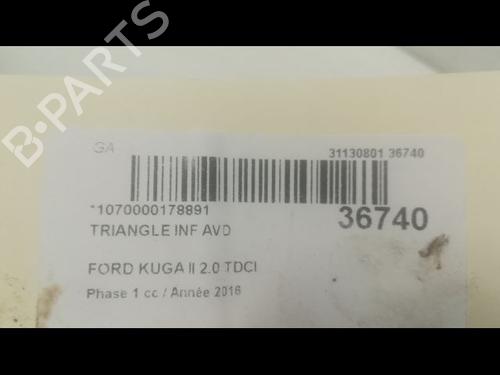 B-PARTS
GA
31130801 36740
*1070000178891
36740
TRIANGLE INF AVD
FORD KUGA II 2.0 TDCI
Phase 1 cc / Année 2016